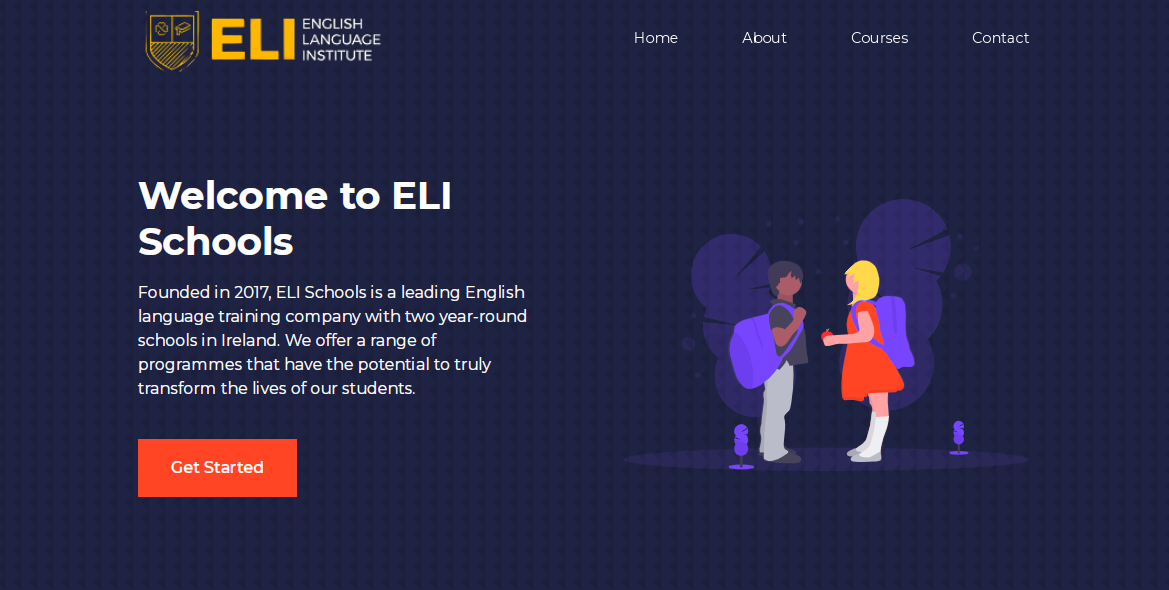 ELI ENGLISH
LANGUAGE
INSTITUTE
Home About Courses Contact
Welcome to ELI
Schools
Founded in 2017, ELI Schools is a leading English
language training company with two year-round
schools in Ireland. We offer a range of
programmes that have the potential to truly
transform the lives of our students.
Get Started